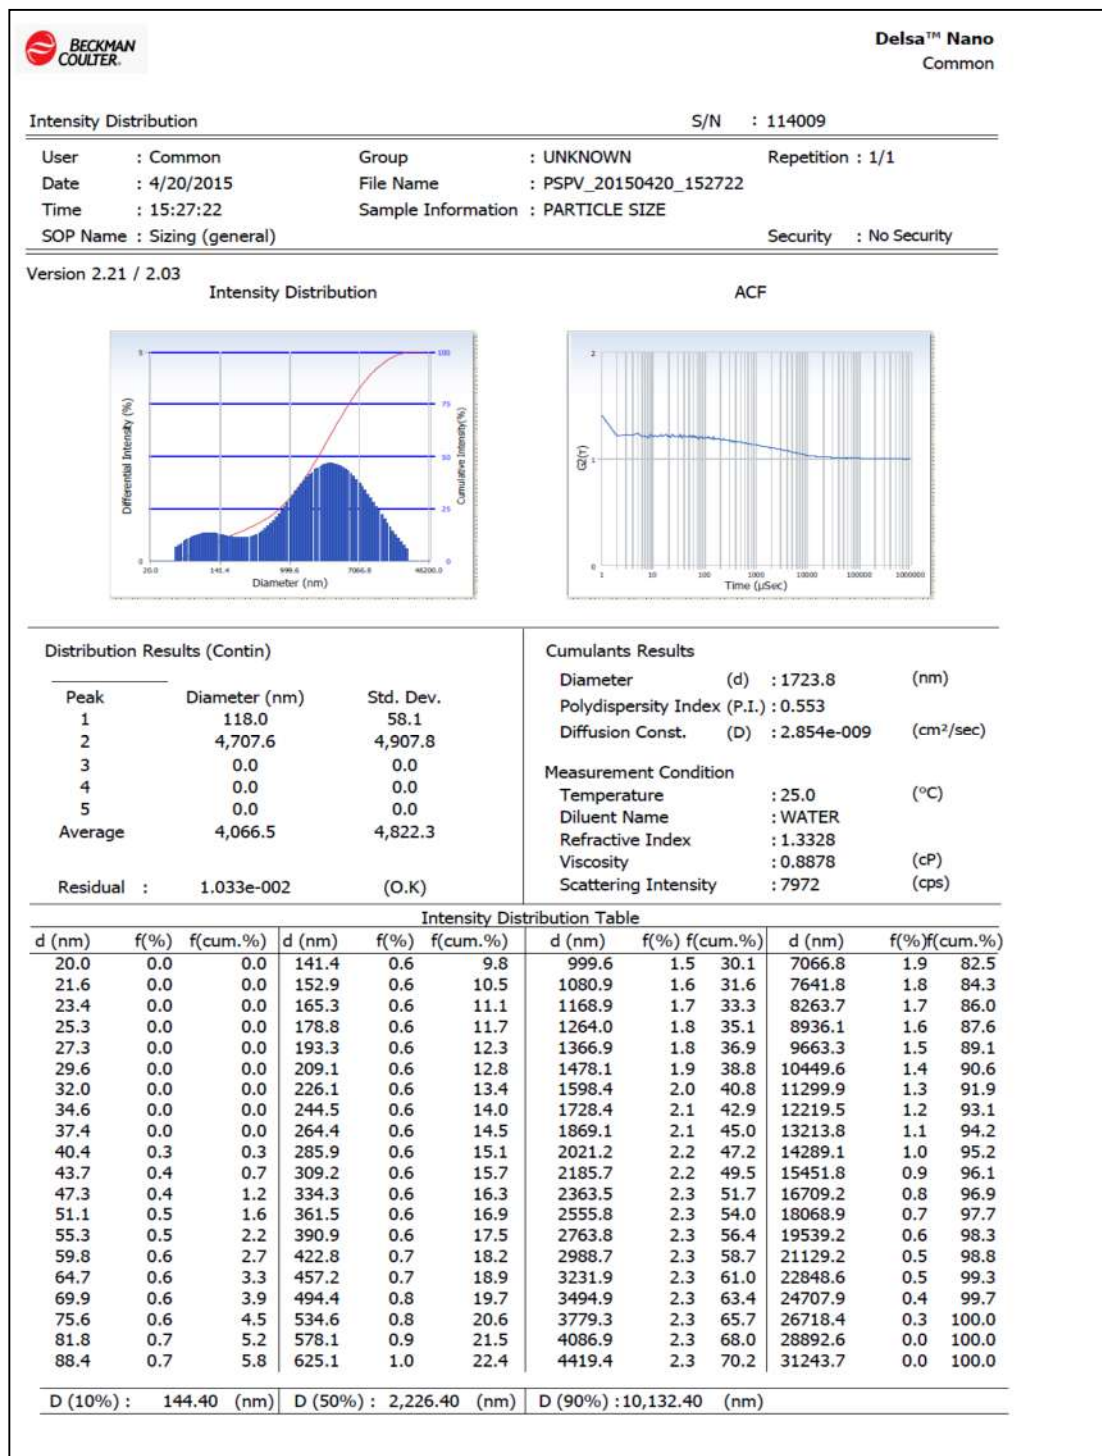 BECKMAN
COULTER.
Delsa™ Nano
Common
Intensity Distribution S/N : 114009
User : Common Group : UNKNOWN Repetition : 1/1
Date : 4/20/2015 File Name : PSPV_20150420_152722
Time : 15:27:22 Sample Information : PARTICLE SIZE
SOP Name : Sizing (general) Security : No Security
Version 2.21 / 2.03
Intensity Distribution ACF
5 100
75
50
25
0 0
Differential Intensity (%)
Cumulative Intensity(%)
20.0 141.4 999.6 7066.8 48200.0
Diameter (nm)
2
1
0
G2(τ)
1 10 100 1000 10000 100000 1000000
Time (µSec)
Distribution Results (Contin) Cumulants Results
Diameter (d) : 1723.8 (nm)
Peak Diameter (nm) Std. Dev.
Polydispersity Index (P.I.) : 0.553
1 118.0 58.1
Diffusion Const. (D) : 2.854e-009 (cm²/sec)
2 4,707.6 4,907.8
3 0.0 0.0
Measurement Condition
4 0.0 0.0
Temperature : 25.0 (°C)
5 0.0 0.0
Diluent Name : WATER
Average 4,066.5 4,822.3
Refractive Index : 1.3328
Viscosity : 0.8878 (cP)
Residual : 1.033e-002 (O.K)
Scattering Intensity : 7972 (cps)
Intensity Distribution Table
d (nm) f(%) f(cum.%) d (nm) f(%) f(cum.%) d (nm) f(%) f(cum.%) d (nm) f(%)f(cum.%)
20.0 0.0 0.0 141.4 0.6 9.8 999.6 1.5 30.1 7066.8 1.9 82.5
21.6 0.0 0.0 152.9 0.6 10.5 1080.9 1.6 31.6 7641.8 1.8 84.3
23.4 0.0 0.0 165.3 0.6 11.1 1168.9 1.7 33.3 8263.7 1.7 86.0
25.3 0.0 0.0 178.8 0.6 11.7 1264.0 1.8 35.1 8936.1 1.6 87.6
27.3 0.0 0.0 193.3 0.6 12.3 1366.9 1.8 36.9 9663.3 1.5 89.1
29.6 0.0 0.0 209.1 0.6 12.8 1478.1 1.9 38.8 10449.6 1.4 90.6
32.0 0.0 0.0 226.1 0.6 13.4 1598.4 2.0 40.8 11299.9 1.3 91.9
34.6 0.0 0.0 244.5 0.6 14.0 1728.4 2.1 42.9 12219.5 1.2 93.1
37.4 0.0 0.0 264.4 0.6 14.5 1869.1 2.1 45.0 13213.8 1.1 94.2
40.4 0.3 0.3 285.9 0.6 15.1 2021.2 2.2 47.2 14289.1 1.0 95.2
43.7 0.4 0.7 309.2 0.6 15.7 2185.7 2.2 49.5 15451.8 0.9 96.1
47.3 0.4 1.2 334.3 0.6 16.3 2363.5 2.3 51.7 16709.2 0.8 96.9
51.1 0.5 1.6 361.5 0.6 16.9 2555.8 2.3 54.0 18068.9 0.7 97.7
55.3 0.5 2.2 390.9 0.6 17.5 2763.8 2.3 56.4 19539.2 0.6 98.3
59.8 0.6 2.7 422.8 0.7 18.2 2988.7 2.3 58.7 21129.2 0.5 98.8
64.7 0.6 3.3 457.2 0.7 18.9 3231.9 2.3 61.0 22848.6 0.5 99.3
69.9 0.6 3.9 494.4 0.8 19.7 3494.9 2.3 63.4 24707.9 0.4 99.7
75.6 0.6 4.5 534.6 0.8 20.6 3779.3 2.3 65.7 26718.4 0.3 100.0
81.8 0.7 5.2 578.1 0.9 21.5 4086.9 2.3 68.0 28892.6 0.0 100.0
88.4 0.7 5.8 625.1 1.0 22.4 4419.4 2.3 70.2 31243.7 0.0 100.0
D (10%) : 144.40 (nm) D (50%) : 2,226.40 (nm) D (90%) :10,132.40 (nm)